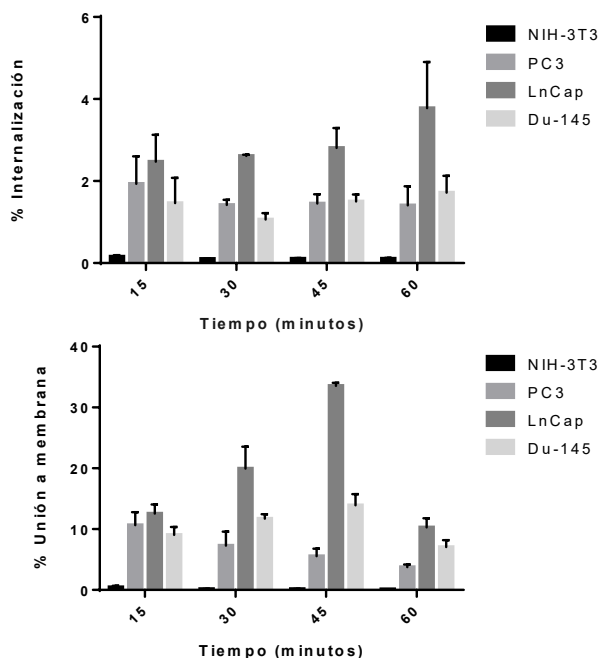 6
4
2
0
% Internalización
15
30
45
60
Tiempo (minutos)
NIH-3T3
PC3
LnCap
Du-145
40
30
20
10
0
% Unión a membrana
15
30
45
60
Tiempo (minutos)
NIH-3T3
PC3
LnCap
Du-145